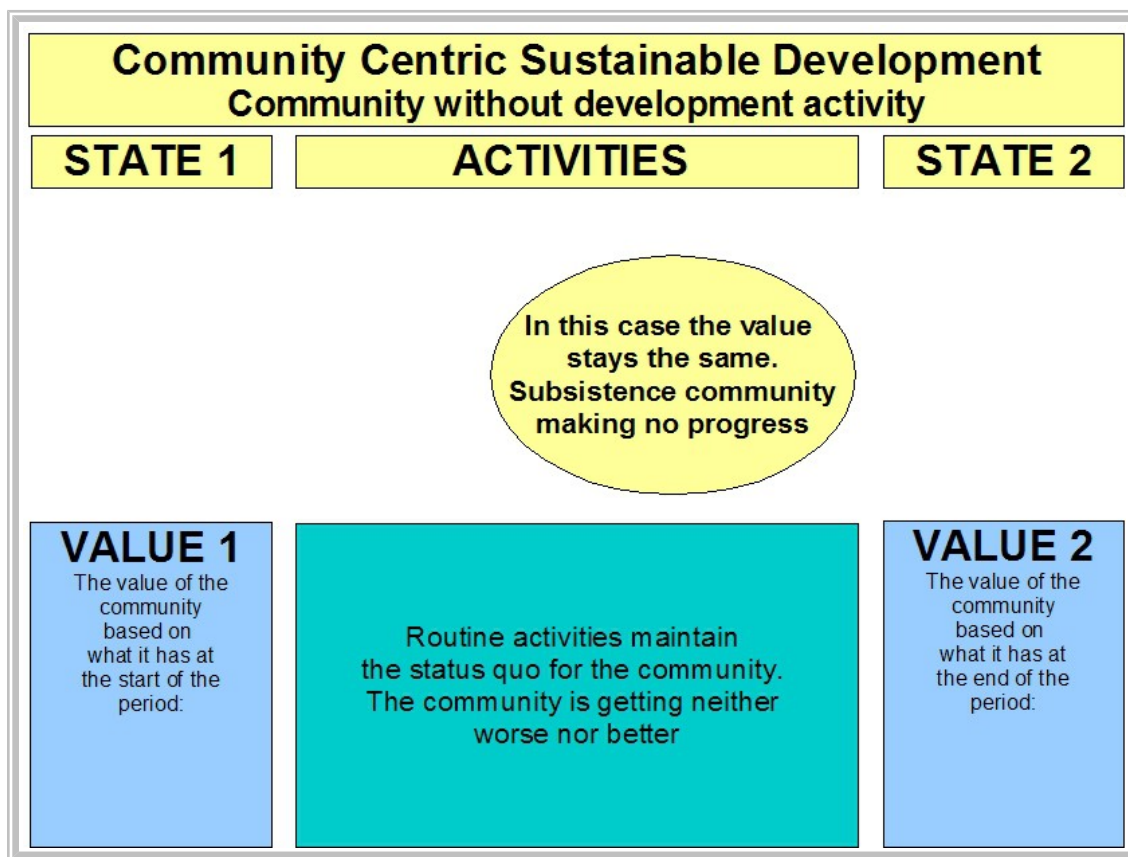 Community Centric Sustainable Development
Community without development activity
STATE 1
ACTIVITIES
STATE 2
In this case the value
stays the same.
Subsistence community
making no progress
VALUE 1
The value of the
community
based on
what it has at
the start of the
period:
Routine activities maintain
the status quo for the community.
The community is getting neither
worse nor better
VALUE 2
The value of the
community
based on
what it has at
the end of the
period: